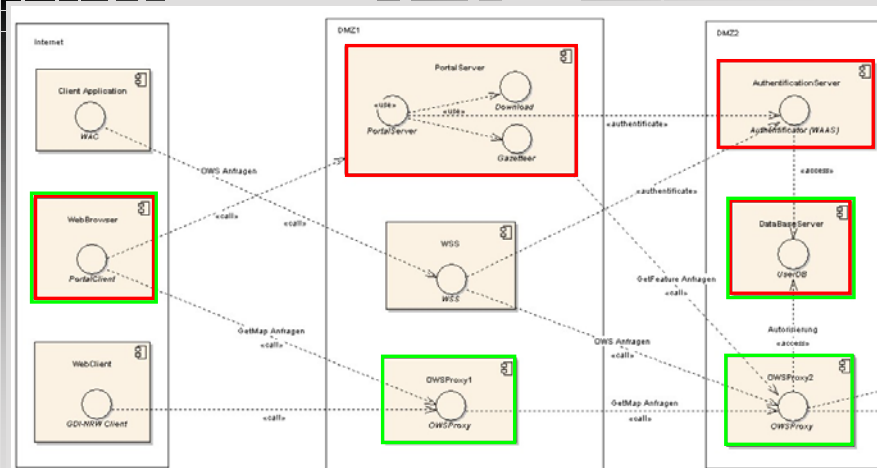 Internet
Client Application
WAC
WebBrowser
PortalClient
WebClient
GDI-NRW Client
OWS Anfragen
«call»
«call»
GetMap Anfragen
«call»
«call»
DMZ1
Portal Server
«use»
PortalServer
«use»
Download
Gazetteer
WSS
WSS
OWSProxy1
OWSProxy
«authentificate»
«authentificate»
GetFeature Anfragen
«call»
OWS Anfragen
«call»
GetMap Anfragen
«call»
DMZ2
AuthentificationServer
Authentificator (WAAS)
«access»
DataBaseServer
UserDB
Autorisierung
«access»
OWSProxy2
OWSProxy